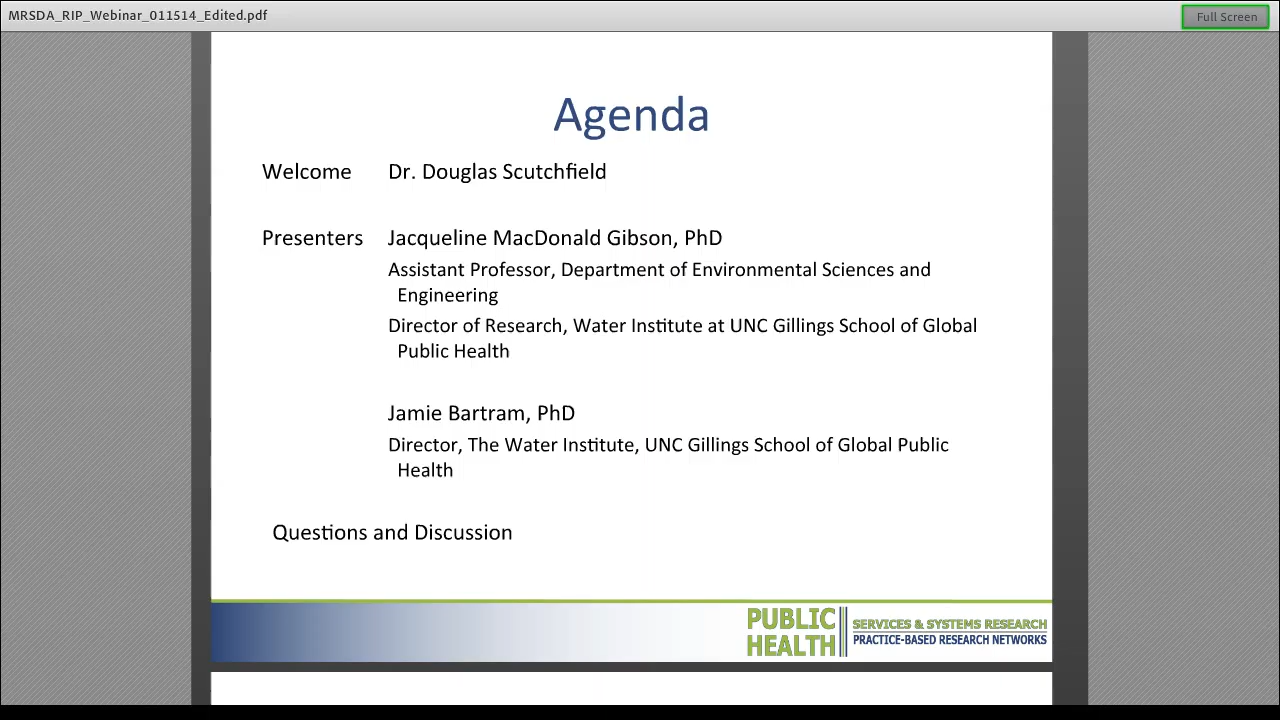 MRSDA_RIP_Webinar_011514_Edited.pdf
Full Screen
Agenda
Welcome Dr. Douglas Scutchfield
Presenters Jacqueline MacDonald Gibson, PhD
Assistant Professor, Department of Environmental Sciences and
Engineering
Director of Research, Water Institute at UNC Gillings School of Global
Public Health
Jamie Bartram, PhD
Director, The Water Institute, UNC Gillings School of Global Public
Health
Questions and Discussion
PUBLIC
HEALTH
SERVICES & SYSTEMS RESEARCH
PRACTICE-BASED RESEARCH NETWORKS